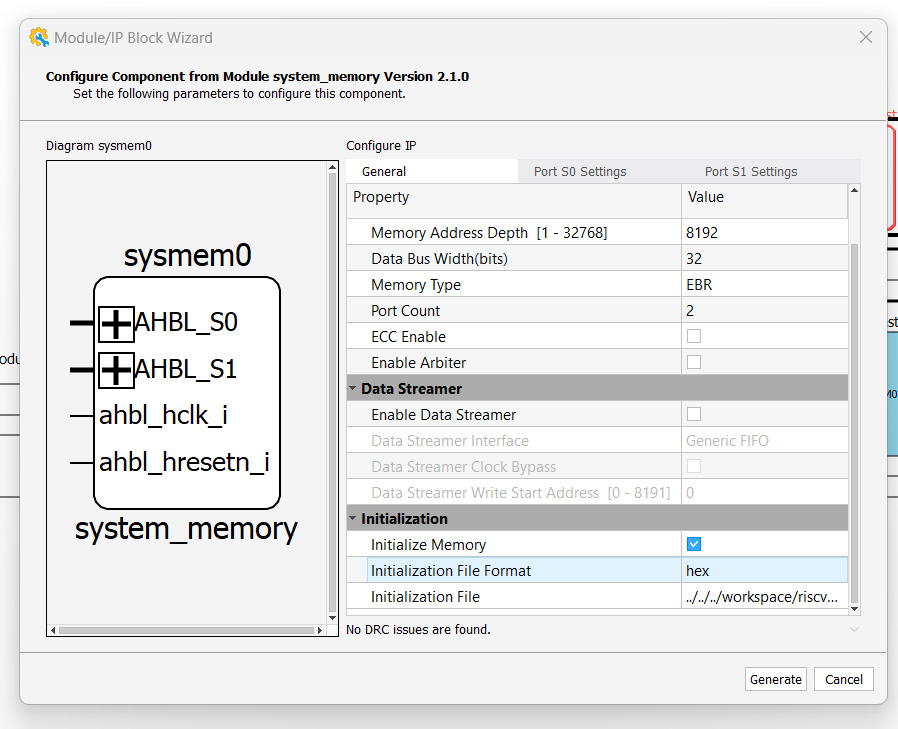 Module/IP Block Wizard
Configure Component from Module system_memory Version 2.1.0
Set the following parameters to configure this component.
Diagram sysmem0
Configure IP
General Port S0 Settings Port S1 Settings
Property Value
Memory Address Depth [1 - 32768] 8192
Data Bus Width(bits) 32
Memory Type EBR
Port Count 2
ECC Enable
Enable Arbiter
Data Streamer
Enable Data Streamer
Data Streamer Interface Generic FIFO
Data Streamer Clock Bypass
Data Streamer Write Start Address [0 - 8191] 0
Initialization
Initialize Memory
Initialization File Format hex
Initialization File ../../../workspace/riscv...
sysmem0
AHBL_S0
AHBL_S1
ahbl_hclk_i
ahbl_hresetn_i
system_memory
No DRC issues are found.
Generate Cancel